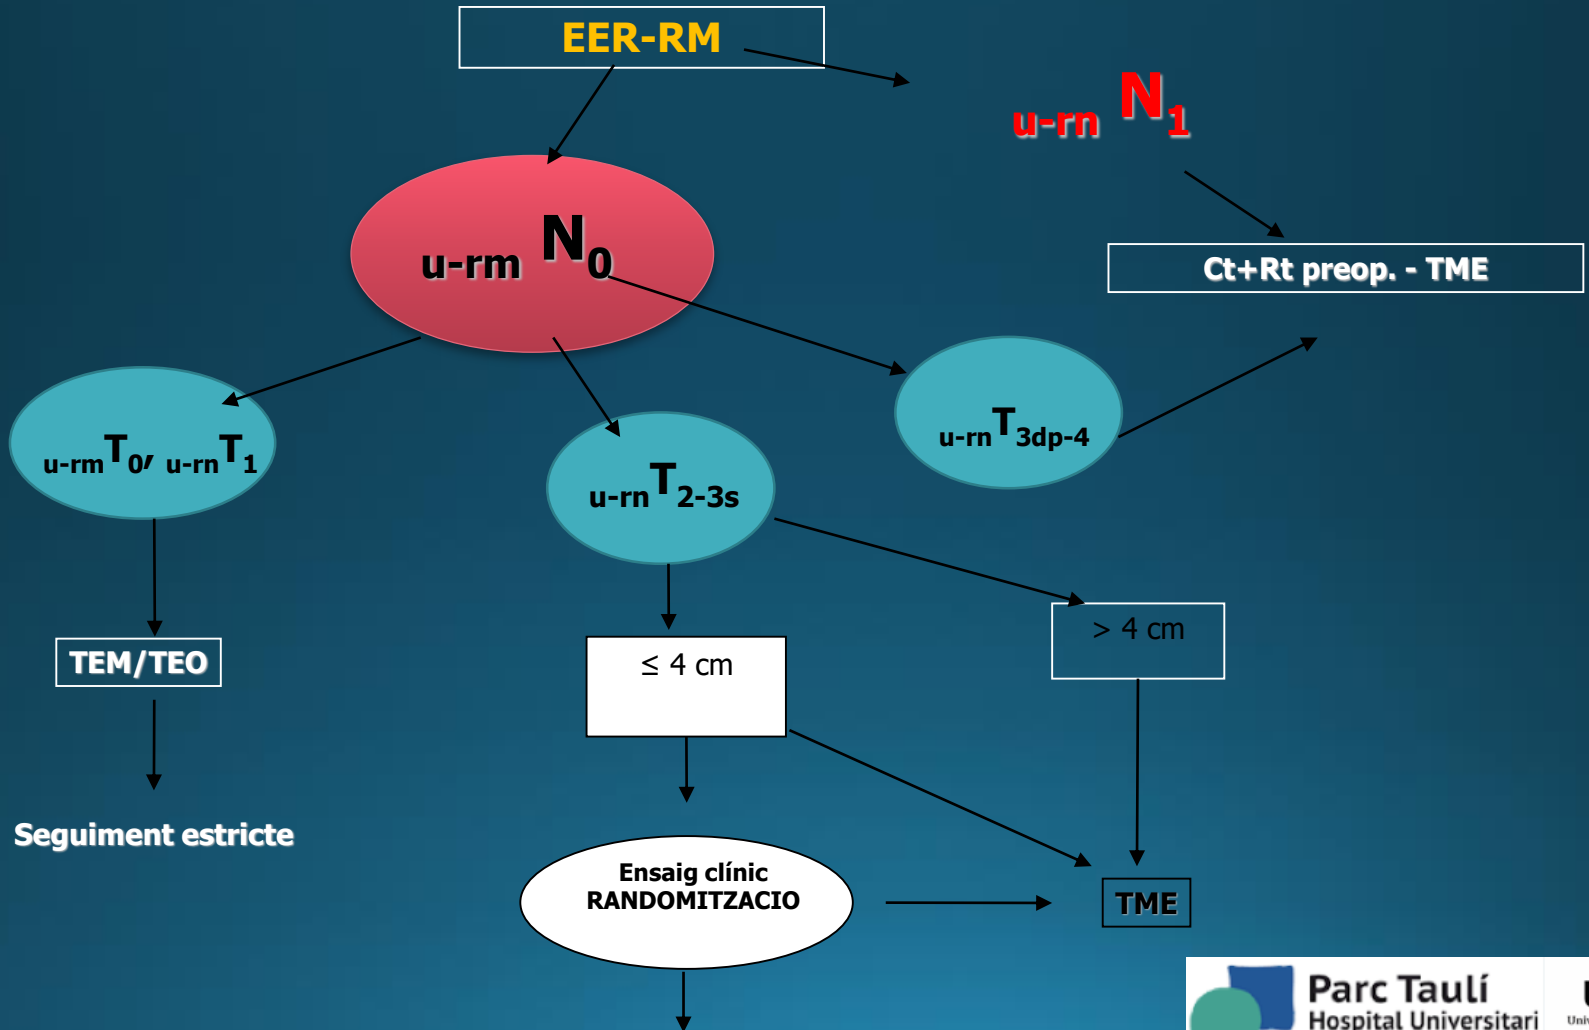 EER-RM
u-rn N1
u-rm N0
Ct+Rt preop. - TME
u-rmT0, u-rnT1
u-rnT2-3s
u-rnT3dp-4
TEM/TEO
≤ 4 cm
> 4 cm
Seguiment estricte
Ensaig clínic
RANDOMITZACIO
TME
Parc Taulí
Hospital Universitari